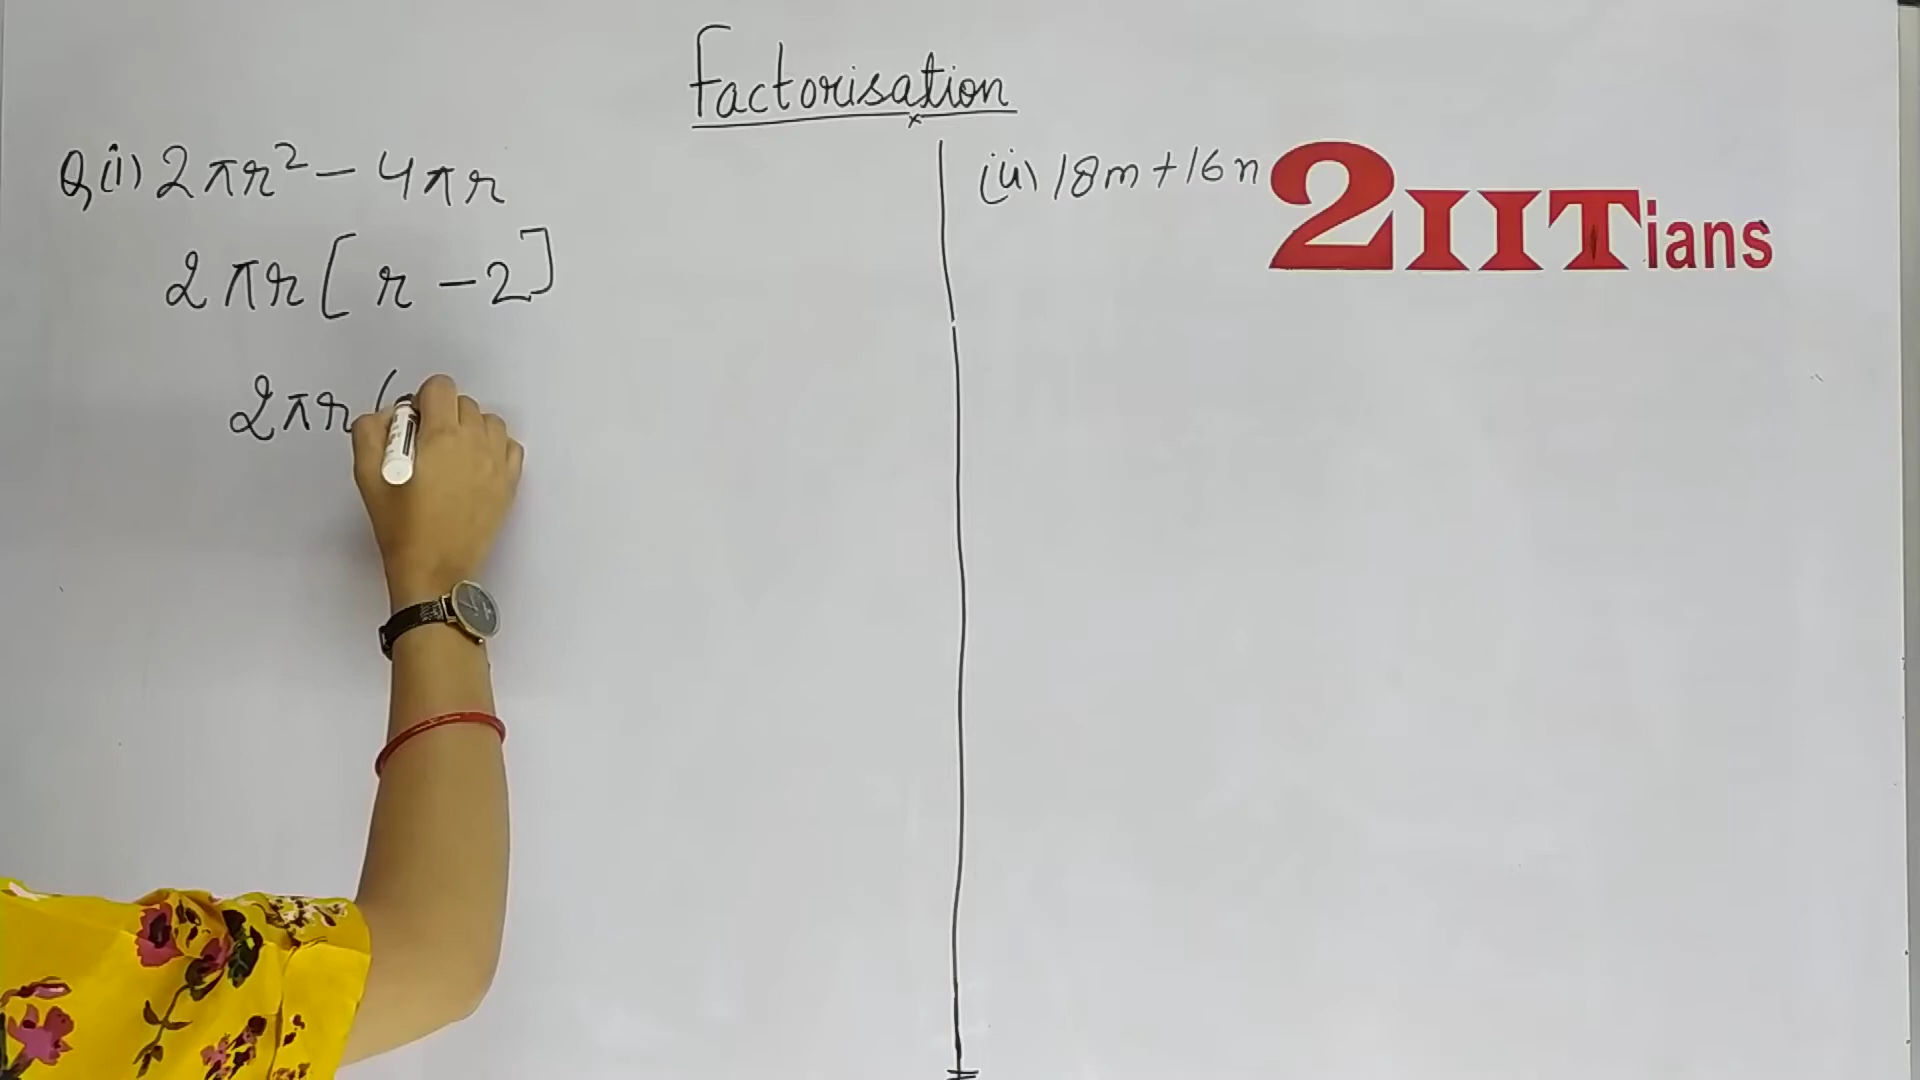 Factorisation
Q(i) 2πr² – 4πr
2πr [ r – 2 ]
2πr (
(ii) 18m + 16n
2IITians